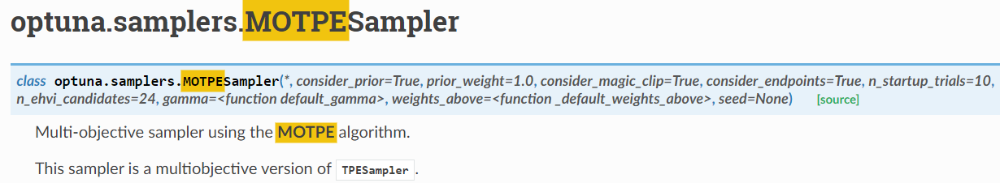 optuna.samplers.MOTPESampler
class optuna.samplers.MOTPESampler(*, consider_prior=True, prior_weight=1.0, consider_magic_clip=True, consider_endpoints=True, n_startup_trials=10,
n_ehvi_candidates=24, gamma=<function default_gamma>, weights_above=<function _default_weights_above>, seed=None) [source]
Multi-objective sampler using the MOTPE algorithm.
This sampler is a multiobjective version of TPESampler.